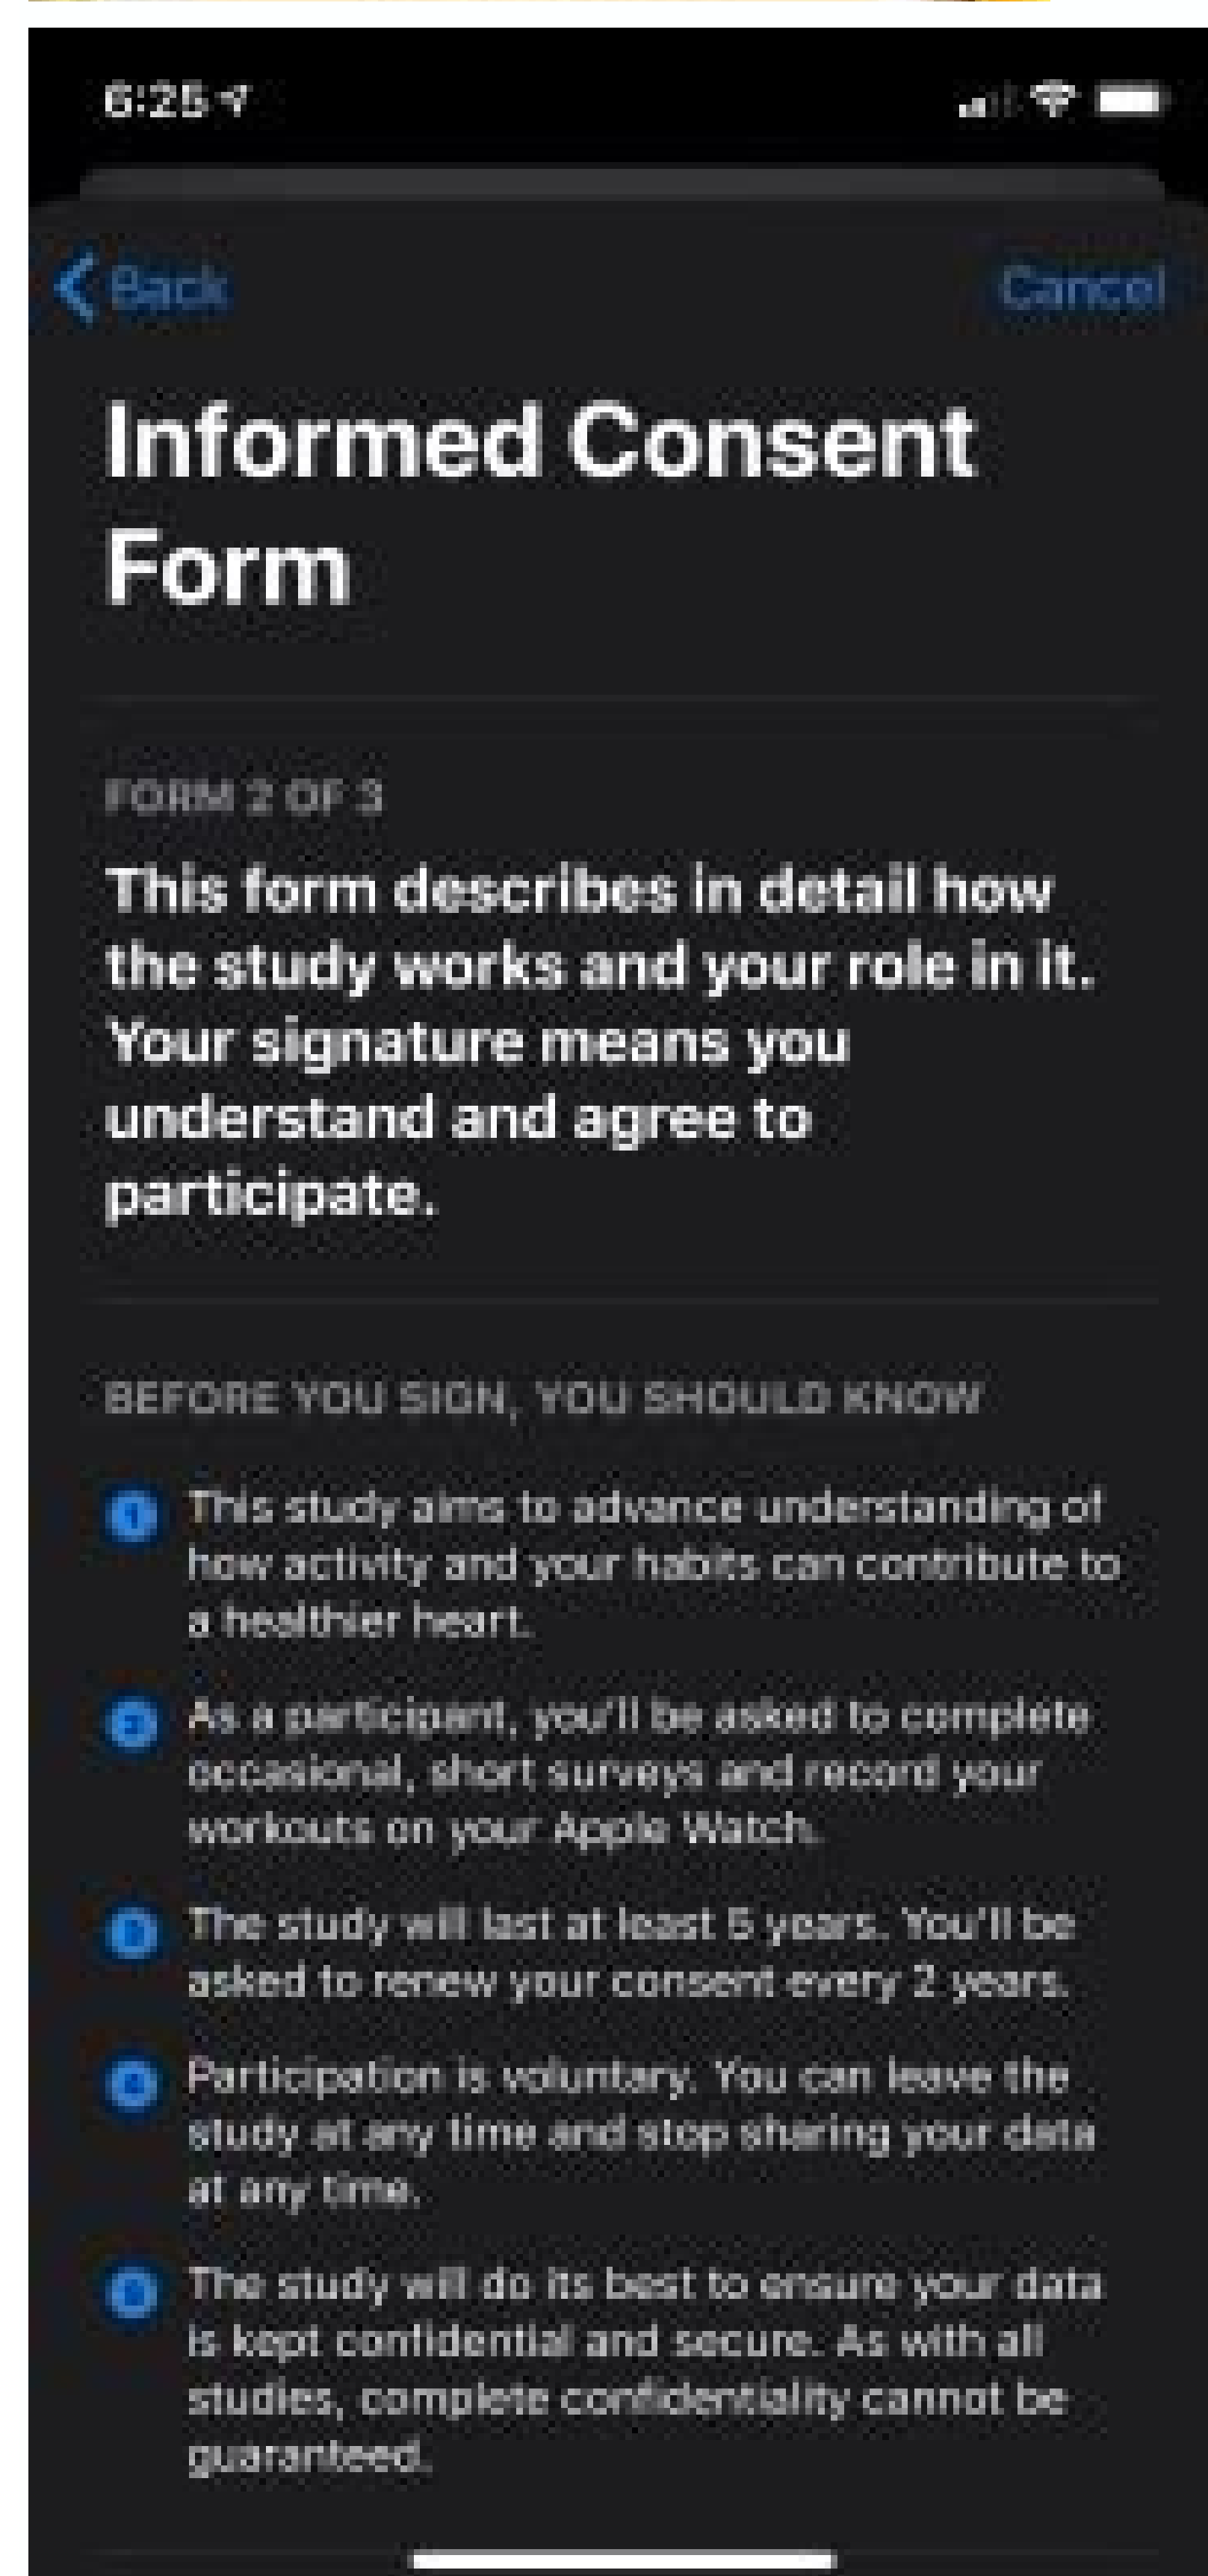 6:25
Back
Cancel
Informed Consent
Form
FORM 2 OF 3
This form describes in detail how
the study works and your role in it.
Your signature means you
understand and agree to
participate.
BEFORE YOU SIGN, YOU SHOULD KNOW
1 This study aims to advance understanding of
how activity and your habits can contribute to
a healthier heart.
As a participant, you'll be asked to complete
occasional, short surveys and record your
workouts on your Apple Watch.
The study will last at least 5 years. You'll be
asked to renew your consent every 2 years.
Participation is voluntary. You can leave the
study at any time and stop sharing your data
at any time.
The study will do its best to ensure your data
is kept confidential and secure. As with all
studies, complete confidentiality cannot be
guaranteed.